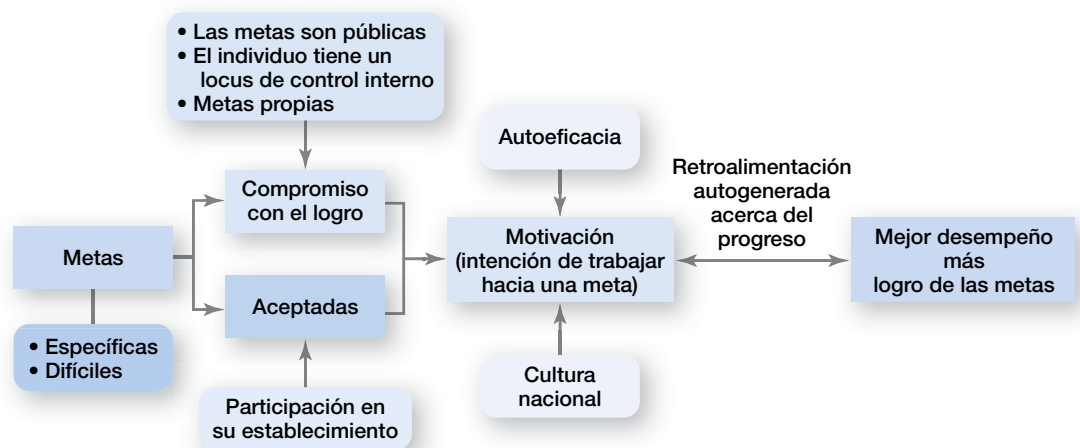 • Las metas son públicas
• El individuo tiene un
locus de control interno
• Metas propias
Autoeficacia
Retroalimentación
autogenerada
acerca del
progreso
Compromiso
con el logro
Metas
Motivación
(intención de trabajar
hacia una meta)
Mejor desempeño
más
logro de las metas
Aceptadas
• Específicas
• Difíciles
Participación en
su establecimiento
Cultura
nacional